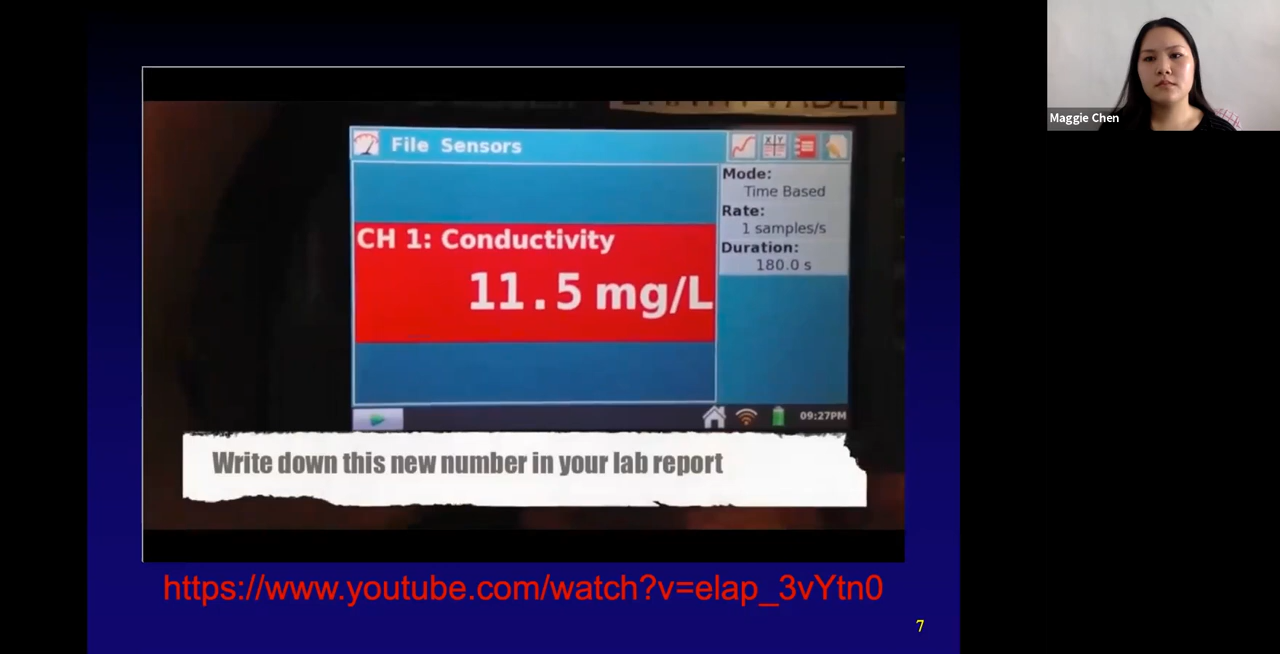 File Sensors
Mode:
Time Based
Rate:
1 samples/s
Duration:
180.0 s
CH 1: Conductivity
11.5 mg/L
09:27PM
Write down this new number in your lab report
https://www.youtube.com/watch?v=elap_3vYtn0
7
Maggie Chen